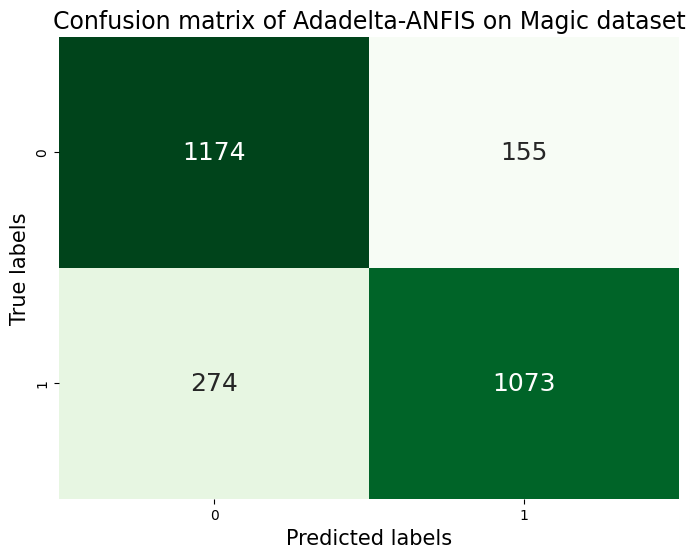 Confusion matrix of Adadelta-ANFIS on Magic dataset
True labels
0
1174
155
1
274
1073
0
1
Predicted labels